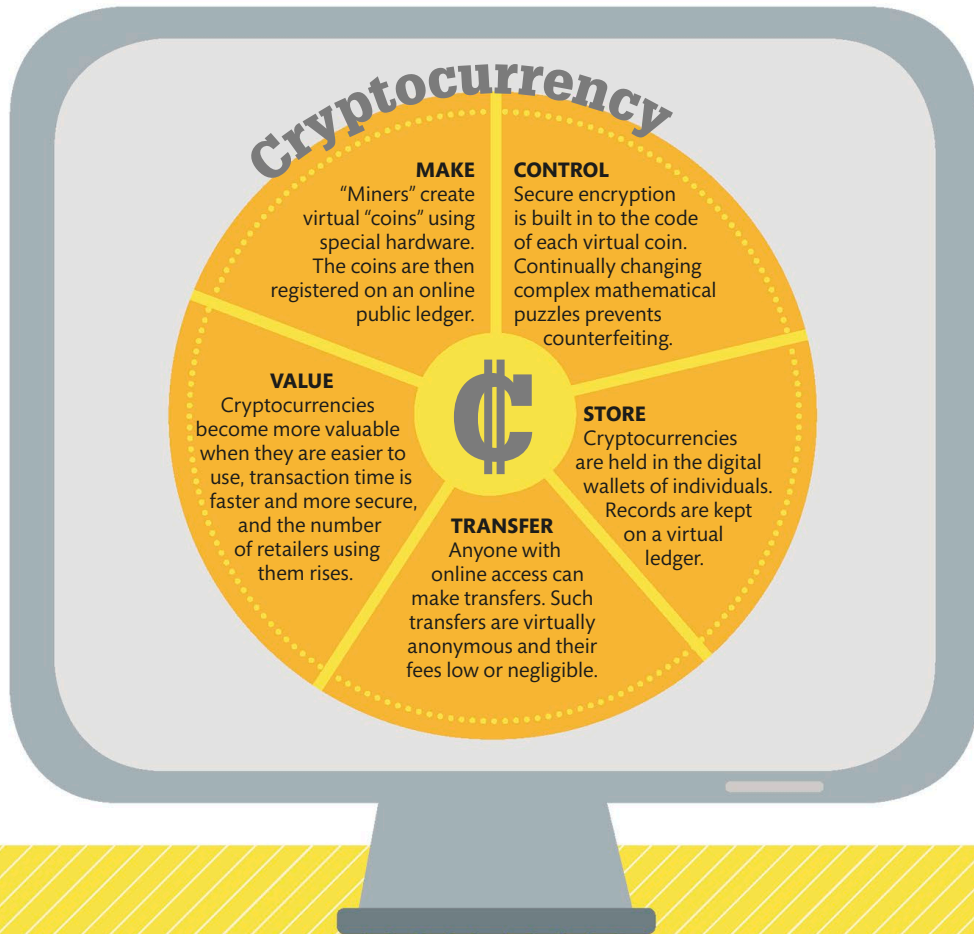 Cryptocurrency
MAKE
“Miners” create
virtual “coins” using
special hardware.
The coins are then
registered on an online
public ledger.
CONTROL
Secure encryption
is built in to the code
of each virtual coin.
Continually changing
complex mathematical
puzzles prevents
counterfeiting.
STORE
Cryptocurrencies
are held in the digital
wallets of individuals.
Records are kept
on a virtual
ledger.
TRANSFER
Anyone with
online access can
make transfers. Such
transfers are virtually
anonymous and their
fees low or negligible.
VALUE
Cryptocurrencies
become more valuable
when they are easier to
use, transaction time is
faster and more secure,
and the number
of retailers using
them rises.